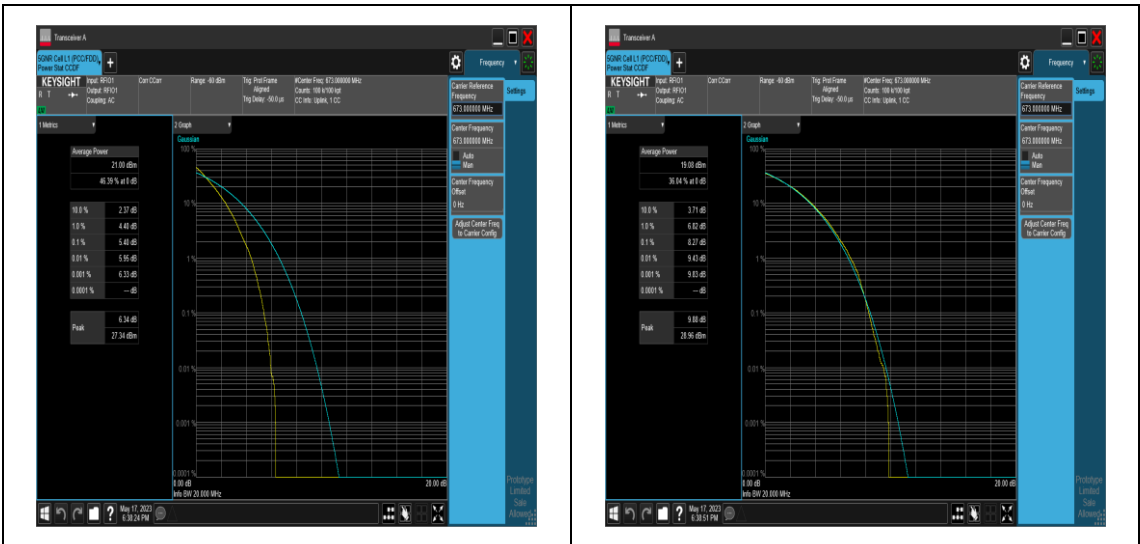 Transceiver A
5GNR Cell L1 (PCC/FDD),
Power Stat CCDF
Frequency
KEYSIGHT
R T
Input: RFIO1
Output: RFIO1
Coupling: AC
Corr CCorr
Range: -60 dBm
Trig: Prot Frame
Aligned
Trig Delay: -50.0 µs
#Center Freq: 673.000000 MHz
Counts: 100 k/100 kpt
CC Info: Uplink, 1 CC
Carrier Reference
Frequency
673.000000 MHz
Settings
Center Frequency
673.000000 MHz
Auto
Man
Center Frequency
Offset
0 Hz
Adjust Center Freq
to Carrier Config
1 Metrics
Average Power
21.00 dBm
46.39 % at 0 dB
10.0 % 2.37 dB
1.0 % 4.40 dB
0.1 % 5.40 dB
0.01 % 5.95 dB
0.001 % 6.33 dB
0.0001 % --- dB
Peak
6.34 dB
27.34 dBm
2 Graph
Gaussian
100 %
10 %
1 %
0.1 %
0.01 %
0.001 %
0.0001 %
0.00 dB
20.00 dB
Info BW 20.000 MHz
Prototype
Limited
Sale
Allowed
May 17, 2023
6:38:24 PM
Transceiver A
5GNR Cell L1 (PCC/FDD),
Power Stat CCDF
Frequency
KEYSIGHT
R T
Input: RFIO1
Output: RFIO1
Coupling: AC
Corr CCorr
Range: -60 dBm
Trig: Prot Frame
Aligned
Trig Delay: -50.0 µs
#Center Freq: 673.000000 MHz
Counts: 100 k/100 kpt
CC Info: Uplink, 1 CC
Carrier Reference
Frequency
673.000000 MHz
Settings
Center Frequency
673.000000 MHz
Auto
Man
Center Frequency
Offset
0 Hz
Adjust Center Freq
to Carrier Config
1 Metrics
Average Power
19.08 dBm
36.04 % at 0 dB
10.0 % 3.71 dB
1.0 % 6.82 dB
0.1 % 8.27 dB
0.01 % 9.43 dB
0.001 % 9.83 dB
0.0001 % --- dB
Peak
9.88 dB
28.96 dBm
2 Graph
Gaussian
100 %
10 %
1 %
0.1 %
0.01 %
0.001 %
0.0001 %
0.00 dB
20.00 dB
Info BW 20.000 MHz
Prototype
Limited
Sale
Allowed
May 17, 2023
6:38:51 PM